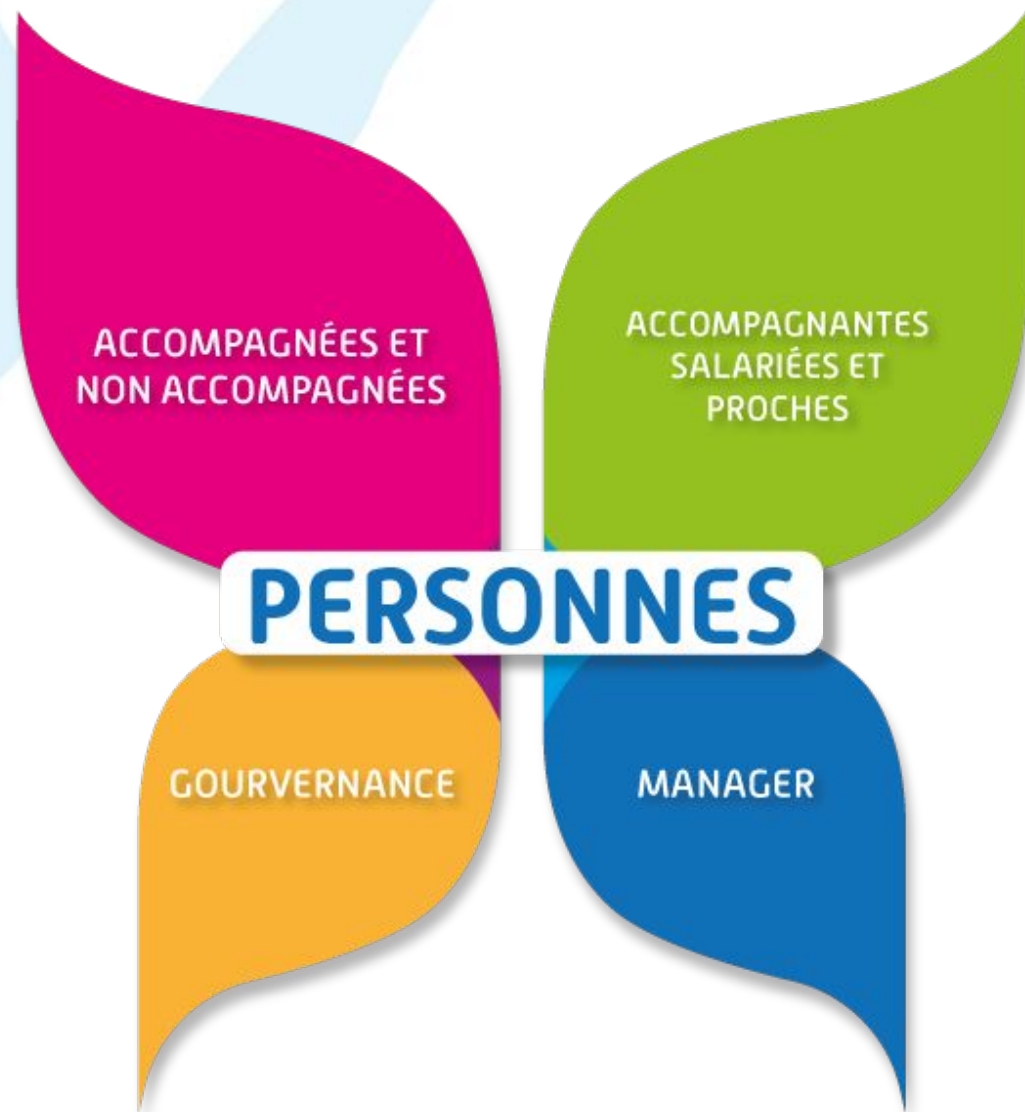 ACCOMPAGNÉES ET
NON ACCOMPAGNÉES
ACCOMPAGNANTES
SALARIÉES ET
PROCHES
PERSONNES
GOURVERNANCE
MANAGER